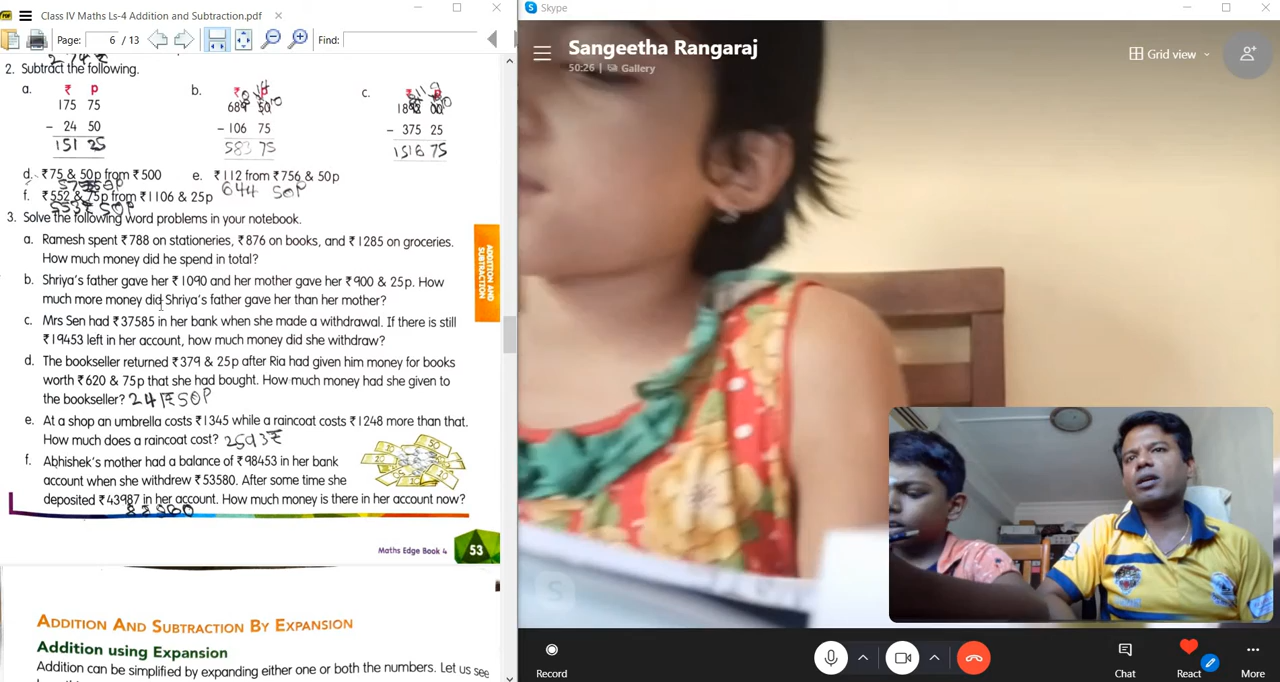 Class IV Maths Ls-4 Addition and Subtraction.pdf
Skype
Page: 6 / 13
Find:
2. Subtract the following.
a. ₹ p
175 75
- 24 50
151 25
b. ₹ p
684 50
- 106 75
583 75
c.
- 375 25
1516 75
d. ₹75 & 50p from ₹500
e. ₹112 from ₹756 & 50p
644 50P
f. ₹552 & 75p from ₹1106 & 25p
553₹ 50P
3. Solve the following word problems in your notebook.
a. Ramesh spent ₹788 on stationeries, ₹876 on books, and ₹1285 on groceries.
How much money did he spend in total?
b. Shriya's father gave her ₹1090 and her mother gave her ₹900 & 25p. How
much more money did Shriya's father gave her than her mother?
c. Mrs Sen had ₹37585 in her bank when she made a withdrawal. If there is still
₹19453 left in her account, how much money did she withdraw?
d. The bookseller returned ₹379 & 25p after Ria had given him money for books
worth ₹620 & 75p that she had bought. How much money had she given to
the bookseller? 241₹50P
e. At a shop an umbrella costs ₹1345 while a raincoat costs ₹1248 more than that.
How much does a raincoat cost? 2593₹
f. Abhishek's mother had a balance of ₹98453 in her bank
account when she withdrew ₹53580. After some time she
deposited ₹43987 in her account. How much money is there in her account now?
ADDITION AND
SUBTRACTION
Maths Edge Book 4 53
ADDITION AND SUBTRACTION BY EXPANSION
Addition using Expansion
Addition can be simplified by expanding either one or both the numbers. Let us see
Sangeetha Rangaraj
50:26 | Gallery
Grid view
Record
Chat
React
More